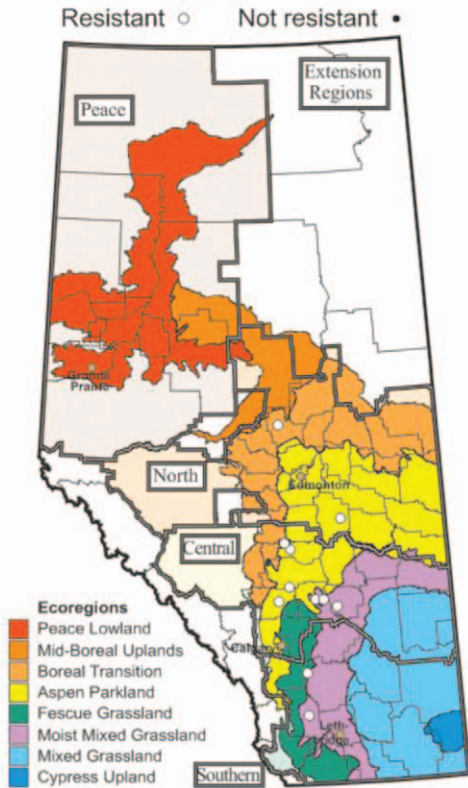 Resistant ○ Not resistant •
Extension
Regions
Peace
Grande
Prairie
North
Edmonton
Central
Calgary
Ecoregions
Peace Lowland
Mid-Boreal Uplands
Boreal Transition
Aspen Parkland
Fescue Grassland
Moist Mixed Grassland
Mixed Grassland
Cypress Upland
Leth-
bridge
Southern